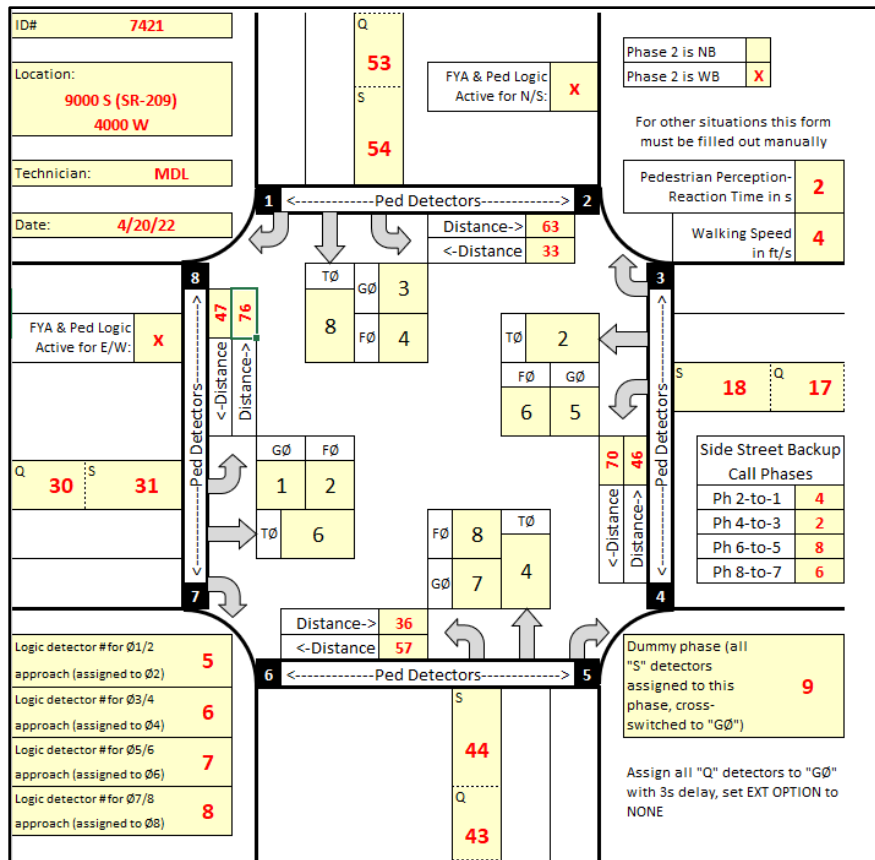 ID# 7421
Location:
9000 S (SR-209)
4000 W
Technician: MDL
Date: 4/20/22
Q
53
S
54
FYA & Ped Logic
Active for N/S: X
Phase 2 is NB
Phase 2 is WB X
For other situations this form
must be filled out manually
Pedestrian Perception-
Reaction Time in s 2
Walking Speed
in ft/s 4
1 <-------------Ped Detectors-------------> 2
Distance-> 63
<-Distance 33
8
3
TØ
8
GØ 3
FØ 4
47 76
<-Distance
Distance->
<-------------Ped Detectors------------->
FYA & Ped Logic
Active for E/W: X
TØ 2
FØ GØ
6 5
<-------------Ped Detectors------------->
S 18 Q 17
70 46
<-Distance
Distance->
Side Street Backup
Call Phases
Ph 2-to-1 4
Ph 4-to-3 2
Ph 6-to-5 8
Ph 8-to-7 6
Q 30 S 31
GØ FØ
1 2
TØ 6
FØ 8
GØ 7
TØ
4
7
4
Distance-> 36
<-Distance 57
6 <-------------Ped Detectors-------------> 5
Logic detector # for Ø1/2
approach (assigned to Ø2) 5
Logic detector # for Ø3/4
approach (assigned to Ø4) 6
Logic detector # for Ø5/6
approach (assigned to Ø6) 7
Logic detector # for Ø7/8
approach (assigned to Ø8) 8
S
44
Q
43
Dummy phase (all
"S" detectors
assigned to this
phase, cross-
switched to "GØ") 9
Assign all "Q" detectors to "GØ"
with 3s delay, set EXT OPTION to
NONE